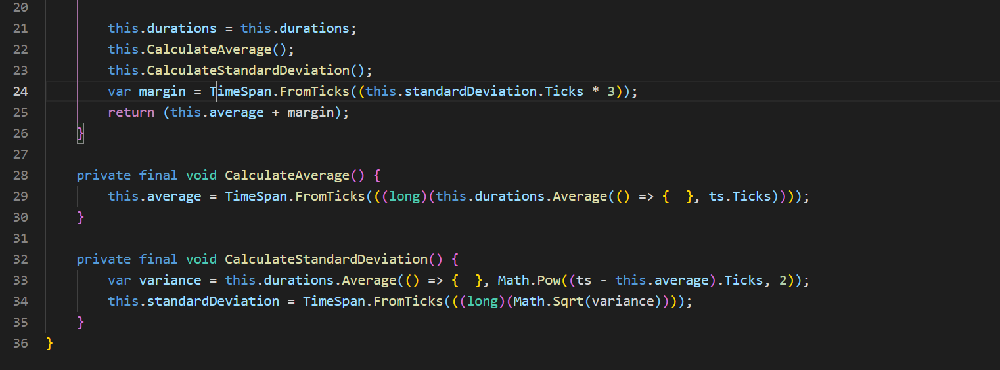 20
21 this.durations = this.durations;
22 this.CalculateAverage();
23 this.CalculateStandardDeviation();
24 var margin = TimeSpan.FromTicks((this.standardDeviation.Ticks * 3));
25 return (this.average + margin);
26 }
27
28 private final void CalculateAverage() {
29 this.average = TimeSpan.FromTicks(((long)(this.durations.Average(() => {  }, ts.Ticks))));
30 }
31
32 private final void CalculateStandardDeviation() {
33 var variance = this.durations.Average(() => {  }, Math.Pow((ts - this.average).Ticks, 2));
34 this.standardDeviation = TimeSpan.FromTicks(((long)(Math.Sqrt(variance))));
35 }
36 }